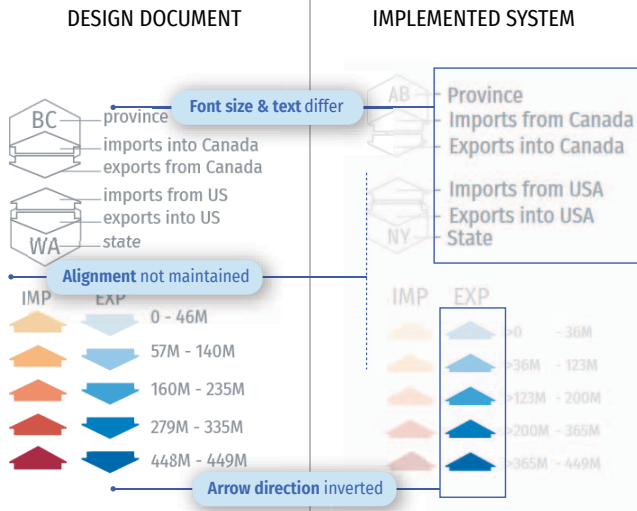 DESIGN DOCUMENT
IMPLEMENTED SYSTEM
Font size & text differ
BC
province
imports into Canada
exports from Canada
imports from US
exports into US
WA
state
AB
Province
Imports from Canada
Exports into Canada
Imports from USA
Exports into USA
NY
State
Alignment not maintained
IMP EXP
0 - 46M
57M - 140M
160M - 235M
279M - 335M
448M - 449M
IMP EXP
>0 - 36M
>36M - 123M
>123M - 200M
>200M - 365M
>365M - 449M
Arrow direction inverted